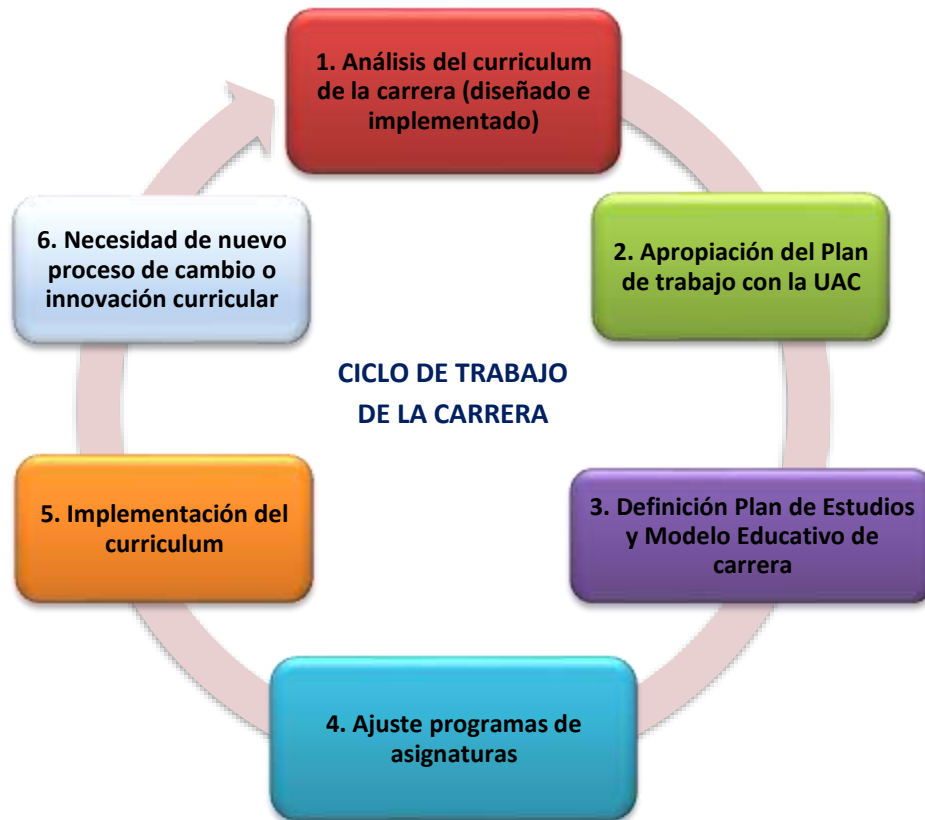 1. Análisis del curriculum
de la carrera (diseñado e
implementado)
2. Apropiación del Plan
de trabajo con la UAC
3. Definición Plan de Estudios
y Modelo Educativo de
carrera
4. Ajuste programas de
asignaturas
5. Implementación del
curriculum
6. Necesidad de nuevo
proceso de cambio o
innovación curricular
CICLO DE TRABAJO
DE LA CARRERA